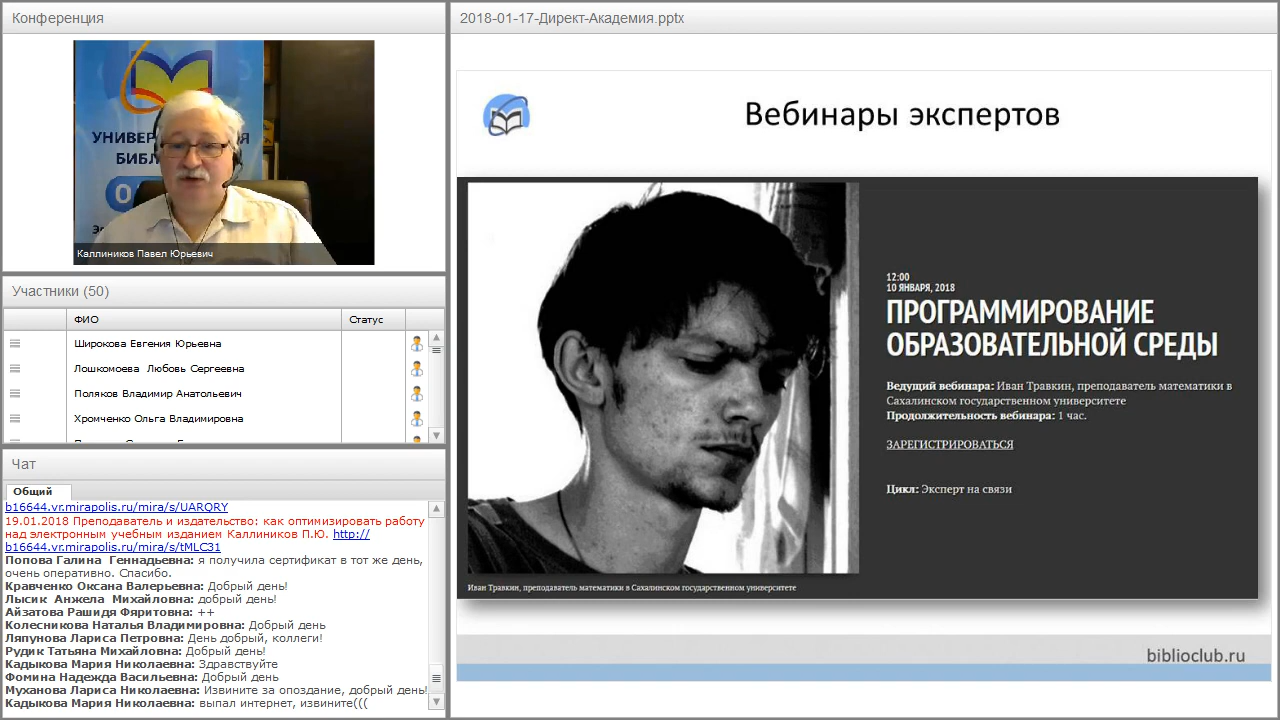 Конференция
УНИВЕР
АЯ
БИБЛ
Каллиников Павел Юрьевич
Участники (50)
ФИО
Статус
Широкова Евгения Юрьевна
Лошкомоева Любовь Сергеевна
Поляков Владимир Анатольевич
Хромченко Ольга Владимировна
Чат
Общий
b16644.vr.mirapolis.ru/mira/s/UARQRY
19.01.2018 Преподаватель и издательство: как оптимизировать работу
над электронным учебным изданием Каллиников П.Ю. http://
b16644.vr.mirapolis.ru/mira/s/tMLC31
Попова Галина Геннадьевна: я получила сертификат в тот же день,
очень оперативно. Спасибо.
Кравченко Оксана Валерьевна: Добрый день!
Лысик Анжела Михайловна: добрый день!
Айзатова Рашидя Фяритовна: ++
Колесникова Наталья Владимировна: Добрый день
Ляпунова Лариса Петровна: День добрый, коллеги!
Рудик Татьяна Михайловна: Добрый день!
Кадыкова Мария Николаевна: Здравствуйте
Фомина Надежда Васильевна: Добрый день
Муханова Лариса Николаевна: Извините за опоздание, добрый день!
Кадыкова Мария Николаевна: выпал интернет, извините(((
2018-01-17-Директ-Академия.pptx
Вебинары экспертов
12:00
10 ЯНВАРЯ, 2018
ПРОГРАММИРОВАНИЕ
ОБРАЗОВАТЕЛЬНОЙ СРЕДЫ
Ведущий вебинара: Иван Травкин, преподаватель математики в
Сахалинском государственном университете
Продолжительность вебинара: 1 час.
ЗАРЕГИСТРИРОВАТЬСЯ
Цикл: Эксперт на связи
Иван Травкин, преподаватель математики в Сахалинском государственном университете
biblioclub.ru